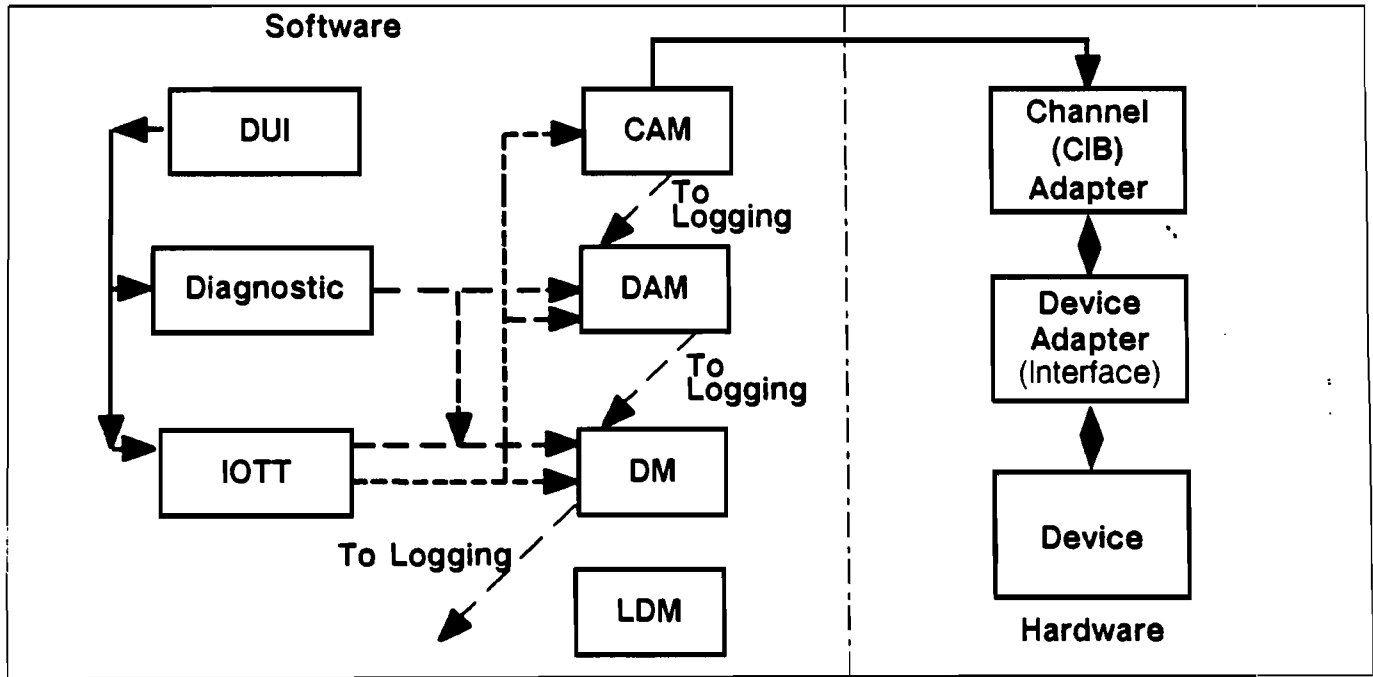 Software
DUI
Diagnostic
IOTT
CAM
To
Logging
DAM
To
Logging
DM
To Logging
LDM
Channel
(CIB)
Adapter
Device
Adapter
(Interface)
Device
Hardware